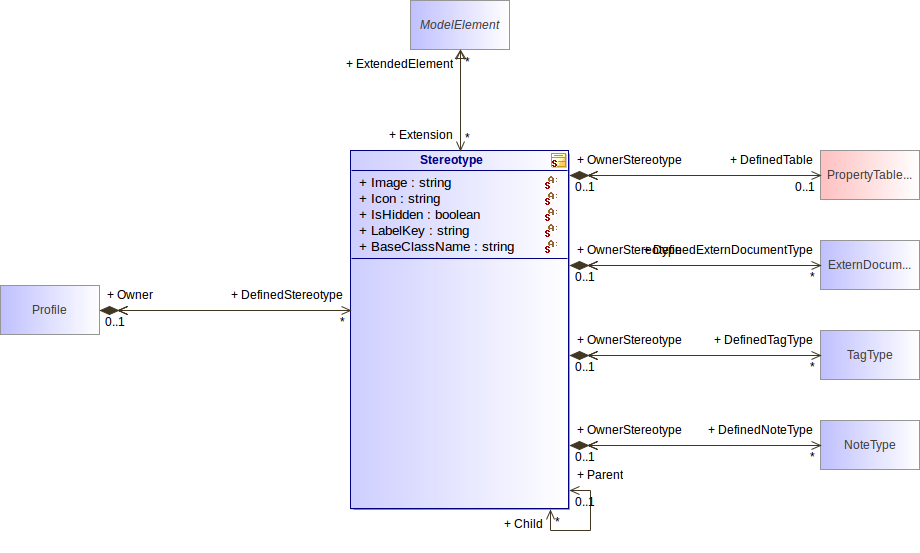 ModelElement
+ ExtendedElement
*
+ Extension
*
Stereotype
+ Image : string
+ Icon : string
+ IsHidden : boolean
+ LabelKey : string
+ BaseClassName : string
+ OwnerStereotype
+ DefinedTable
0..1
0..1
PropertyTable...
+ OwnerStereotype
+ DefinedExternDocumentType
0..1
*
ExternDocum...
Profile
+ Owner
+ DefinedStereotype
0..1
*
+ OwnerStereotype
+ DefinedTagType
0..1
*
TagType
+ OwnerStereotype
+ DefinedNoteType
0..1
*
NoteType
+ Parent
0..1
+ Child
*